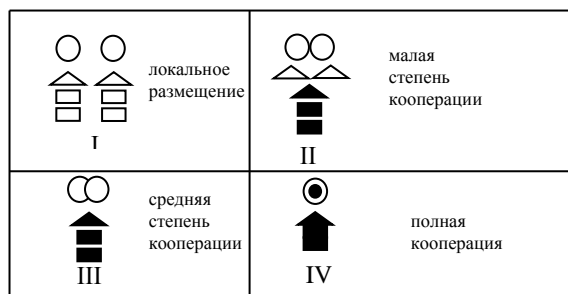 локальное
размещение
I
малая
степень
кооперации
II
средняя
степень
кооперации
III
полная
кооперация
IV